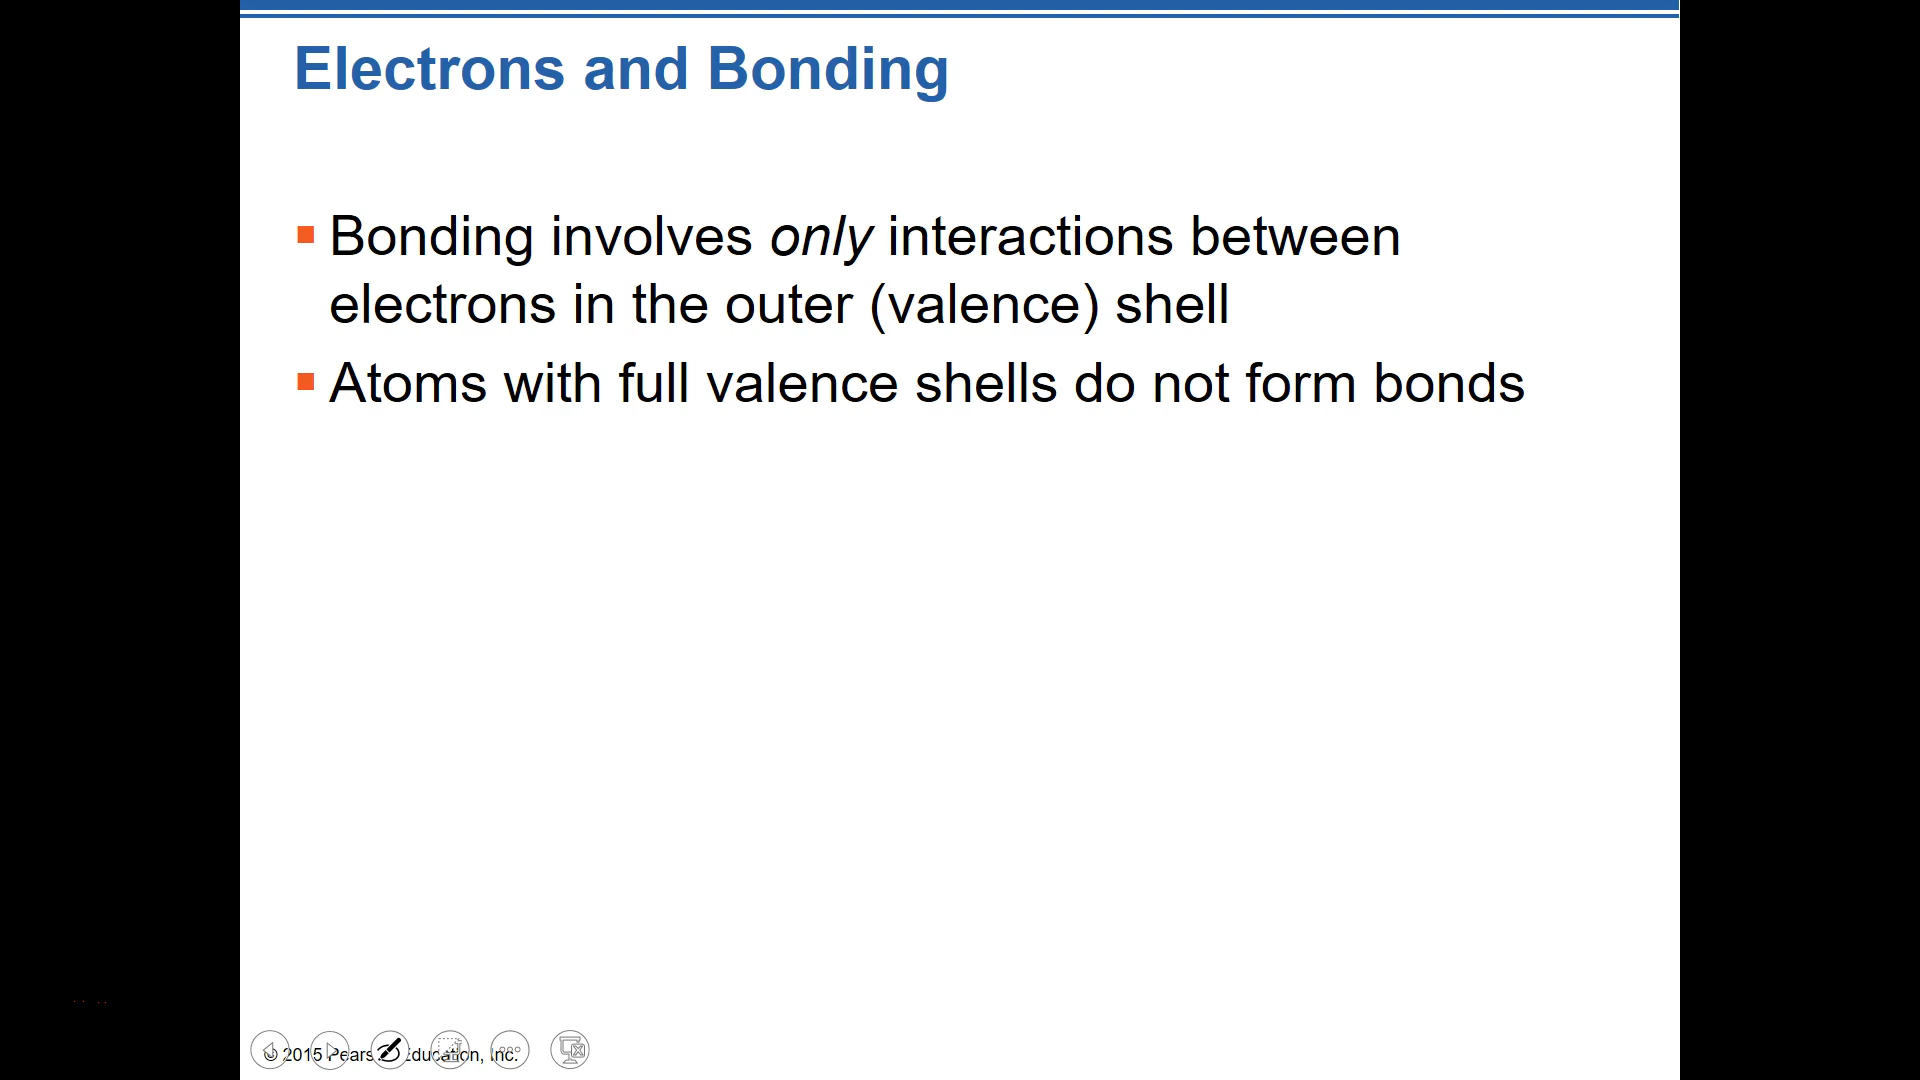 Electrons and Bonding
Bonding involves only interactions between
electrons in the outer (valence) shell
Atoms with full valence shells do not form bonds
© 2015 Pearson Education, Inc.